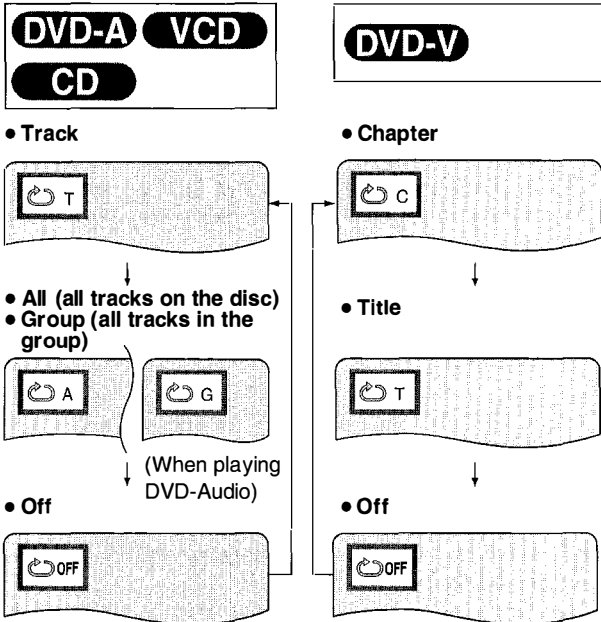 DVD-A VCD
CD
● Track
T
● All (all tracks on the disc)
● Group (all tracks in the
group)
A
G
(When playing
DVD-Audio)
● Off
OFF
DVD-V
● Chapter
C
● Title
T
● Off
OFF